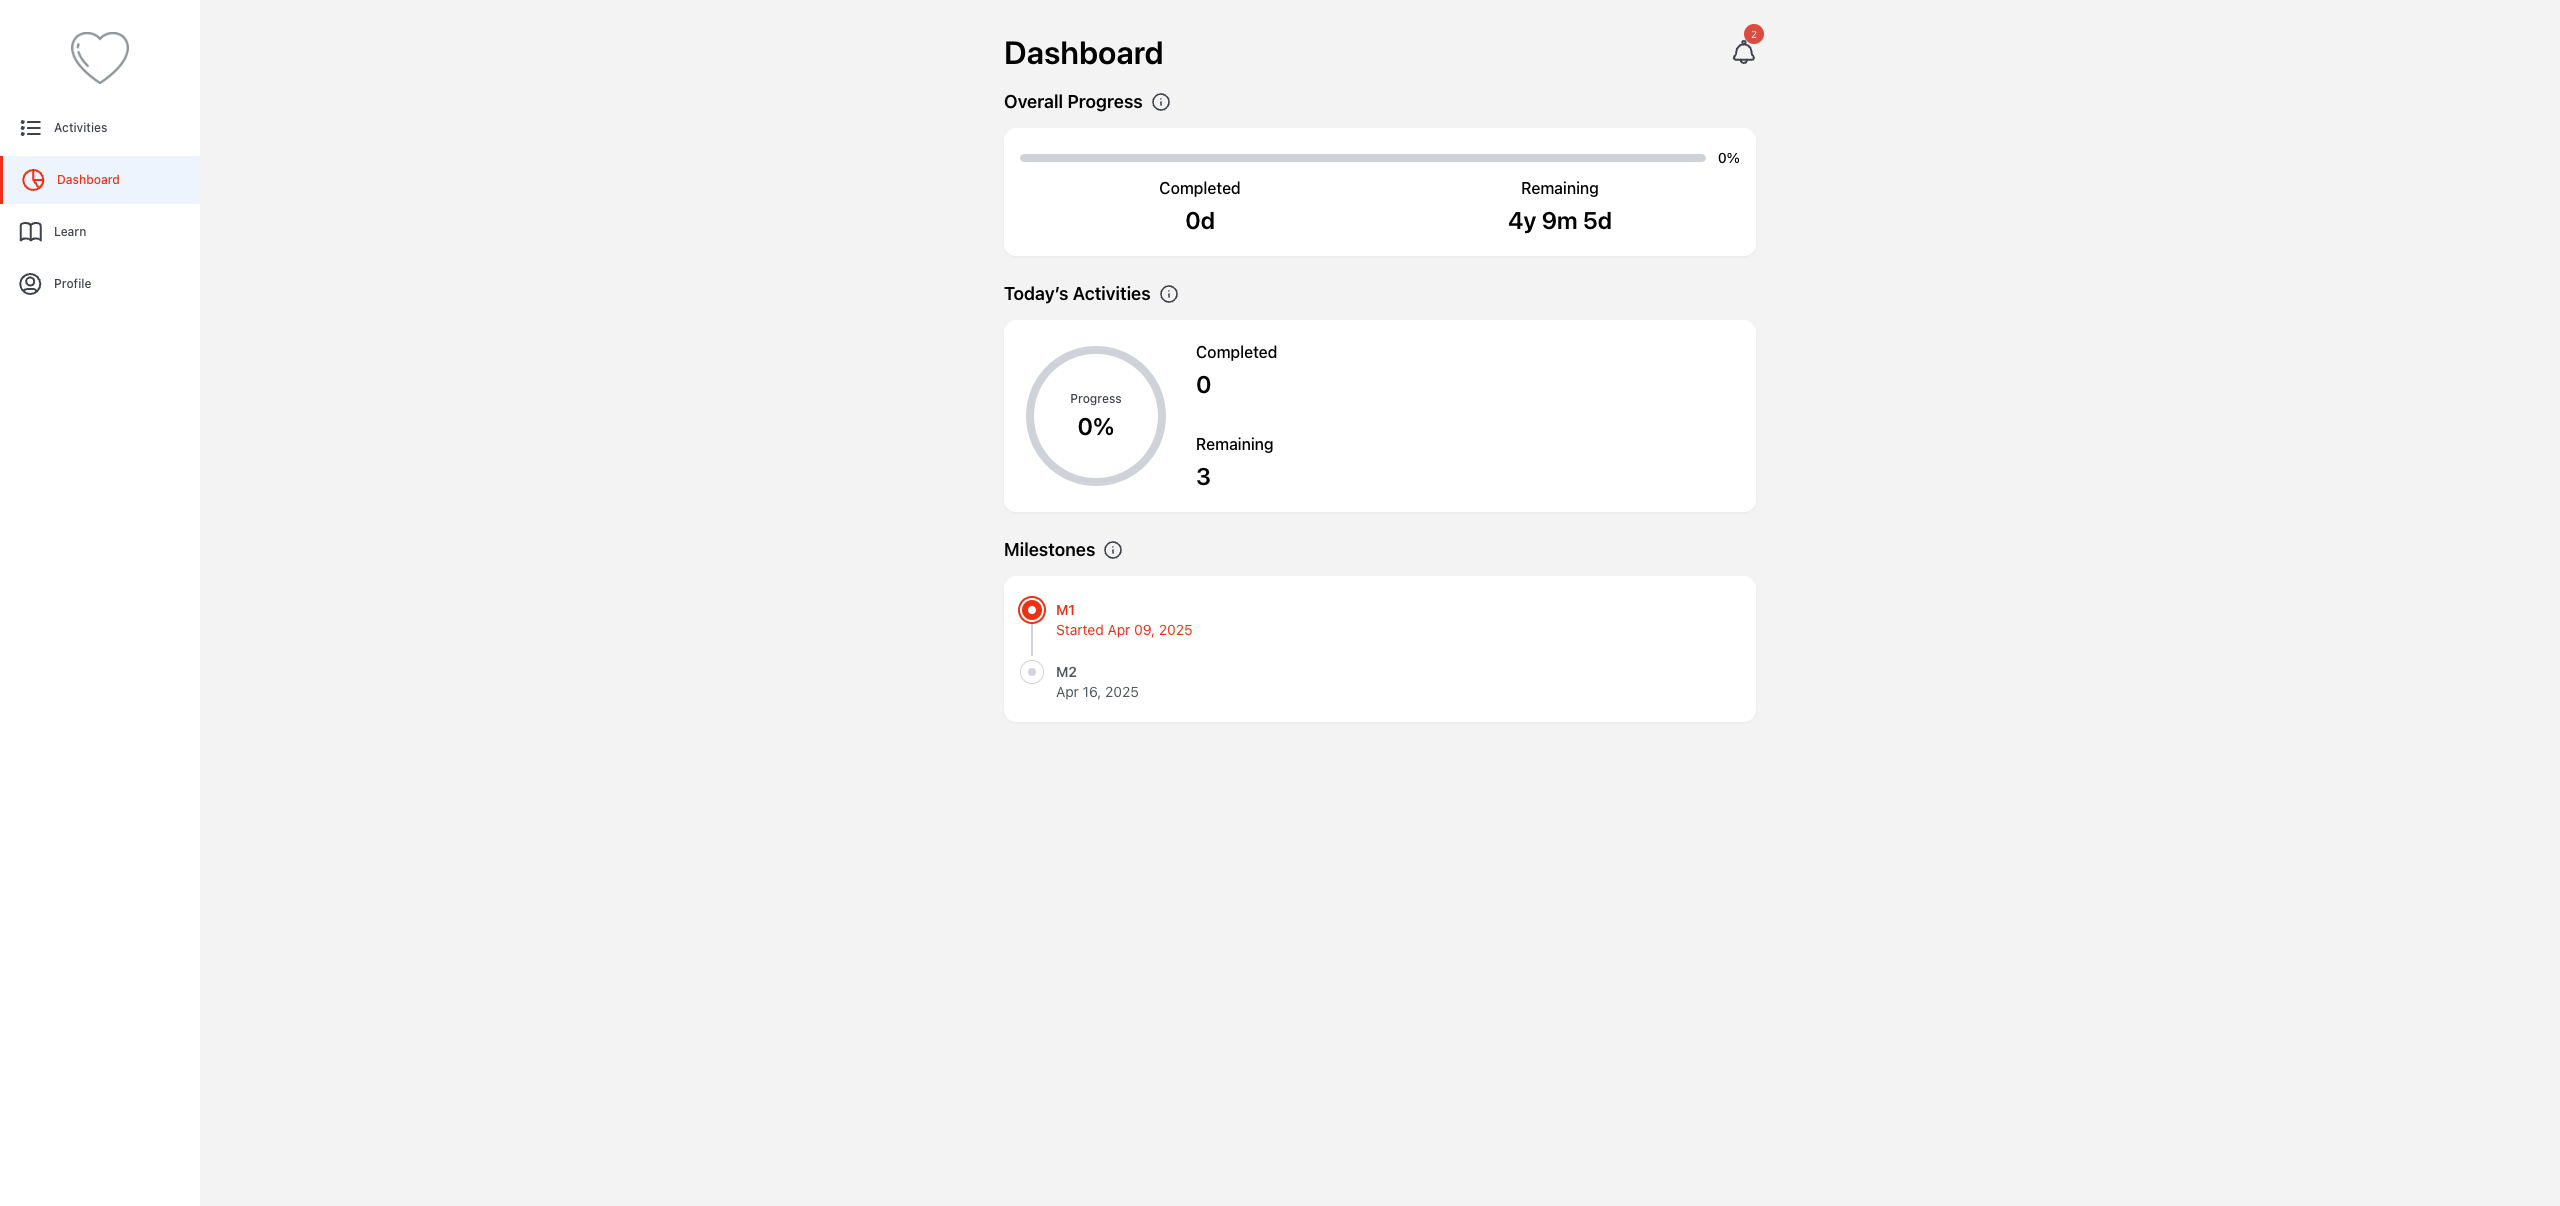 Activities
Dashboard
Learn
Profile
Dashboard
2
Overall Progress
0%
Completed
0d
Remaining
4y 9m 5d
Today’s Activities
Progress
0%
Completed
0
Remaining
3
Milestones
M1
Started Apr 09, 2025
M2
Apr 16, 2025